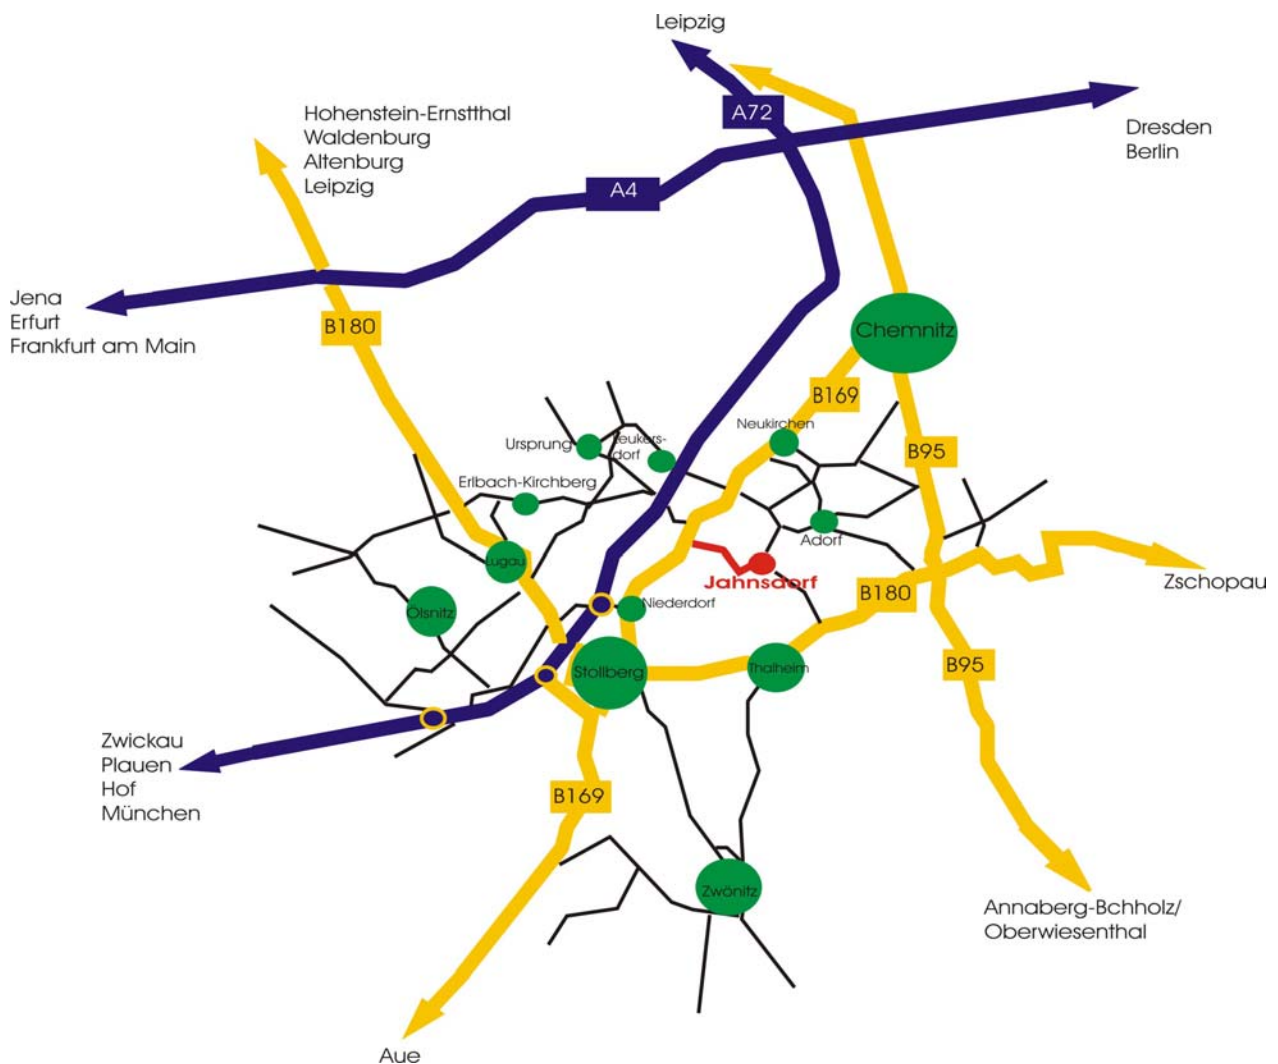 Leipzig
A72
Hohenstein-Ernstthal
Waldenburg
Altenburg
Leipzig
Dresden
Berlin
A4
Jena
Erfurt
Frankfurt am Main
B180
Chemnitz
B169
Neukirchen
Ursprung
Leukers-
dorf
B95
Erlbach-Kirchberg
Adorf
Lugau
Jahnsdorf
Zschopau
B180
Niederdorf
Ölsnitz
B95
Stollberg
Thalheim
Zwickau
Plauen
Hof
München
B169
Zwönitz
Annaberg-Bchholz/
Oberwiesenthal
Aue